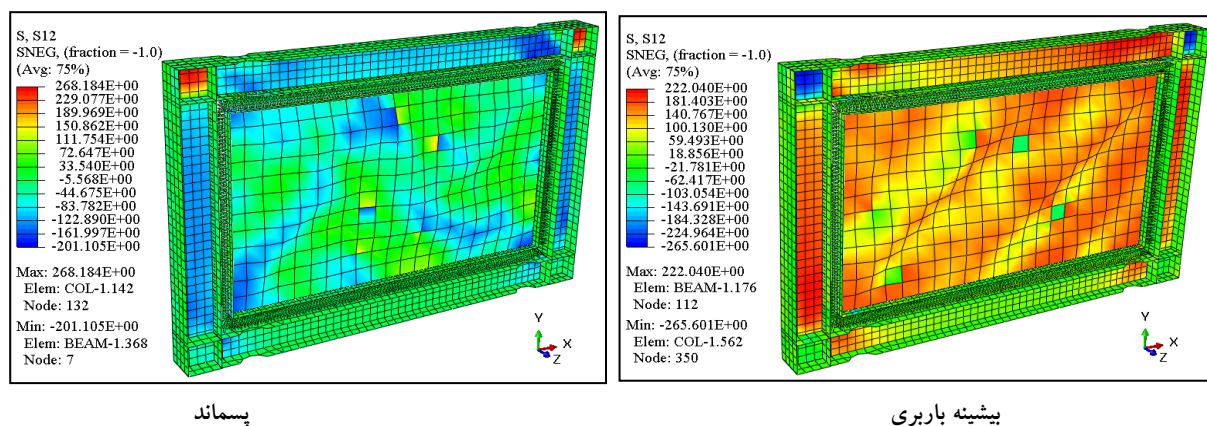 S, S12
SNEG, (fraction = -1.0)
(Avg: 75%)
268.184E+00
229.077E+00
189.969E+00
150.862E+00
111.754E+00
72.647E+00
33.540E+00
-5.568E+00
-44.675E+00
-83.782E+00
-122.890E+00
-161.997E+00
-201.105E+00
Max: 268.184E+00
Elem: COL-1.142
Node: 132
Min: -201.105E+00
Elem: BEAM-1.368
Node: 7
Y
X
Z
S, S12
SNEG, (fraction = -1.0)
(Avg: 75%)
222.040E+00
181.403E+00
140.767E+00
100.130E+00
59.493E+00
18.856E+00
-21.781E+00
-62.417E+00
-103.054E+00
-143.691E+00
-184.328E+00
-224.964E+00
-265.601E+00
Max: 222.040E+00
Elem: BEAM-1.176
Node: 112
Min: -265.601E+00
Elem: COL-1.562
Node: 350
Y
X
Z
پسماند
بیشینه باربری